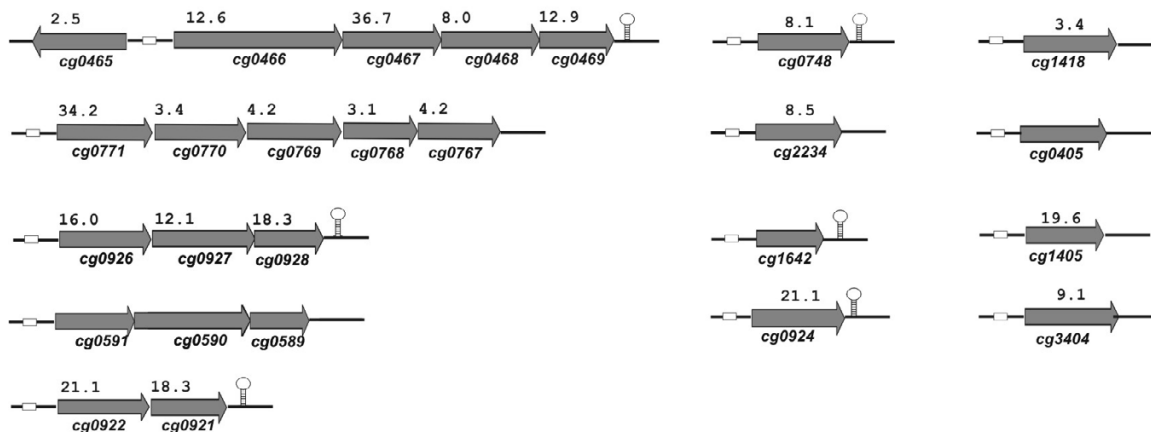 2.5 12.6 36.7 8.0 12.9
cg0465 cg0466 cg0467 cg0468 cg0469
8.1
cg0748
3.4
cg1418
34.2 3.4 4.2 3.1 4.2
cg0771 cg0770 cg0769 cg0768 cg0767
8.5
cg2234
cg0405
16.0 12.1 18.3
cg0926 cg0927 cg0928
cg1642
19.6
cg1405
cg0591 cg0590 cg0589
21.1
cg0924
9.1
cg3404
21.1 18.3
cg0922 cg0921